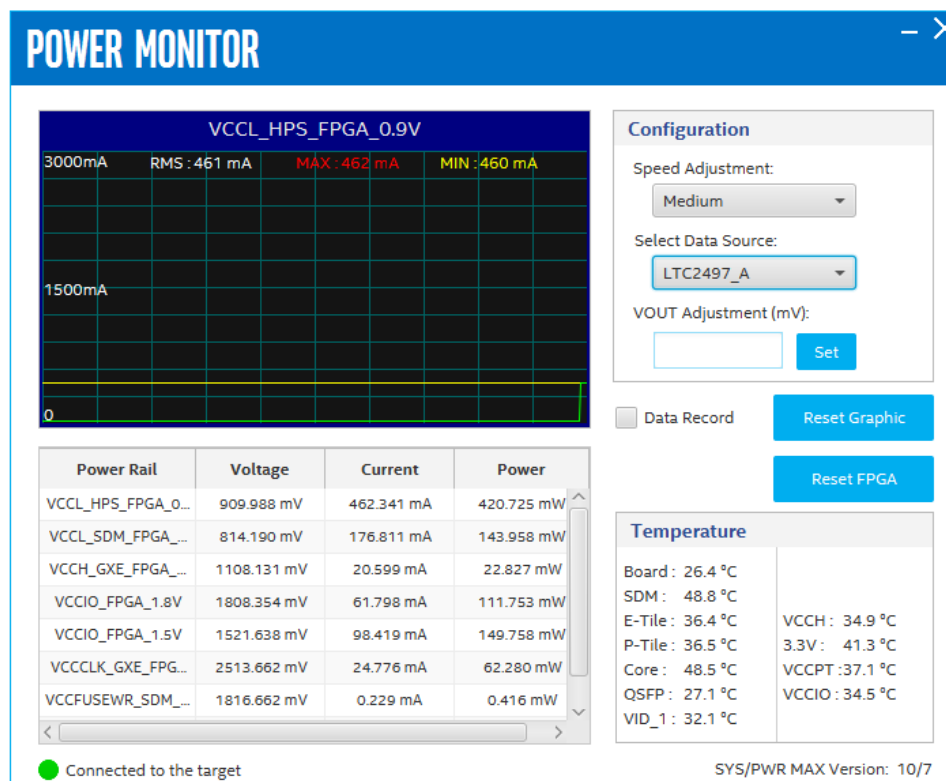 POWER MONITOR
VCCL_HPS_FPGA_0.9V
3000mA RMS : 461 mA MAX : 462 mA MIN : 460 mA
1500mA
0
Power Rail Voltage Current Power
VCCL_HPS_FPGA_0... 909.988 mV 462.341 mA 420.725 mW
VCCL_SDM_FPGA_... 814.190 mV 176.811 mA 143.958 mW
VCCH_GXE_FPGA_... 1108.131 mV 20.599 mA 22.827 mW
VCCIO_FPGA_1.8V 1808.354 mV 61.798 mA 111.753 mW
VCCIO_FPGA_1.5V 1521.638 mV 98.419 mA 149.758 mW
VCCCLK_GXE_FPG... 2513.662 mV 24.776 mA 62.280 mW
VCCFUSEWR_SDM_... 1816.662 mV 0.229 mA 0.416 mW
Connected to the target
Configuration
Speed Adjustment:
Medium
Select Data Source:
LTC2497_A
VOUT Adjustment (mV):
Set
Data Record Reset Graphic
Reset FPGA
Temperature
Board : 26.4 °C
SDM : 48.8 °C
E-Tile : 36.4 °C VCCH : 34.9 °C
P-Tile : 36.5 °C 3.3V : 41.3 °C
Core : 48.5 °C VCCPT :37.1 °C
QSFP : 27.1 °C VCCIO : 34.5 °C
VID_1 : 32.1 °C
SYS/PWR MAX Version: 10/7